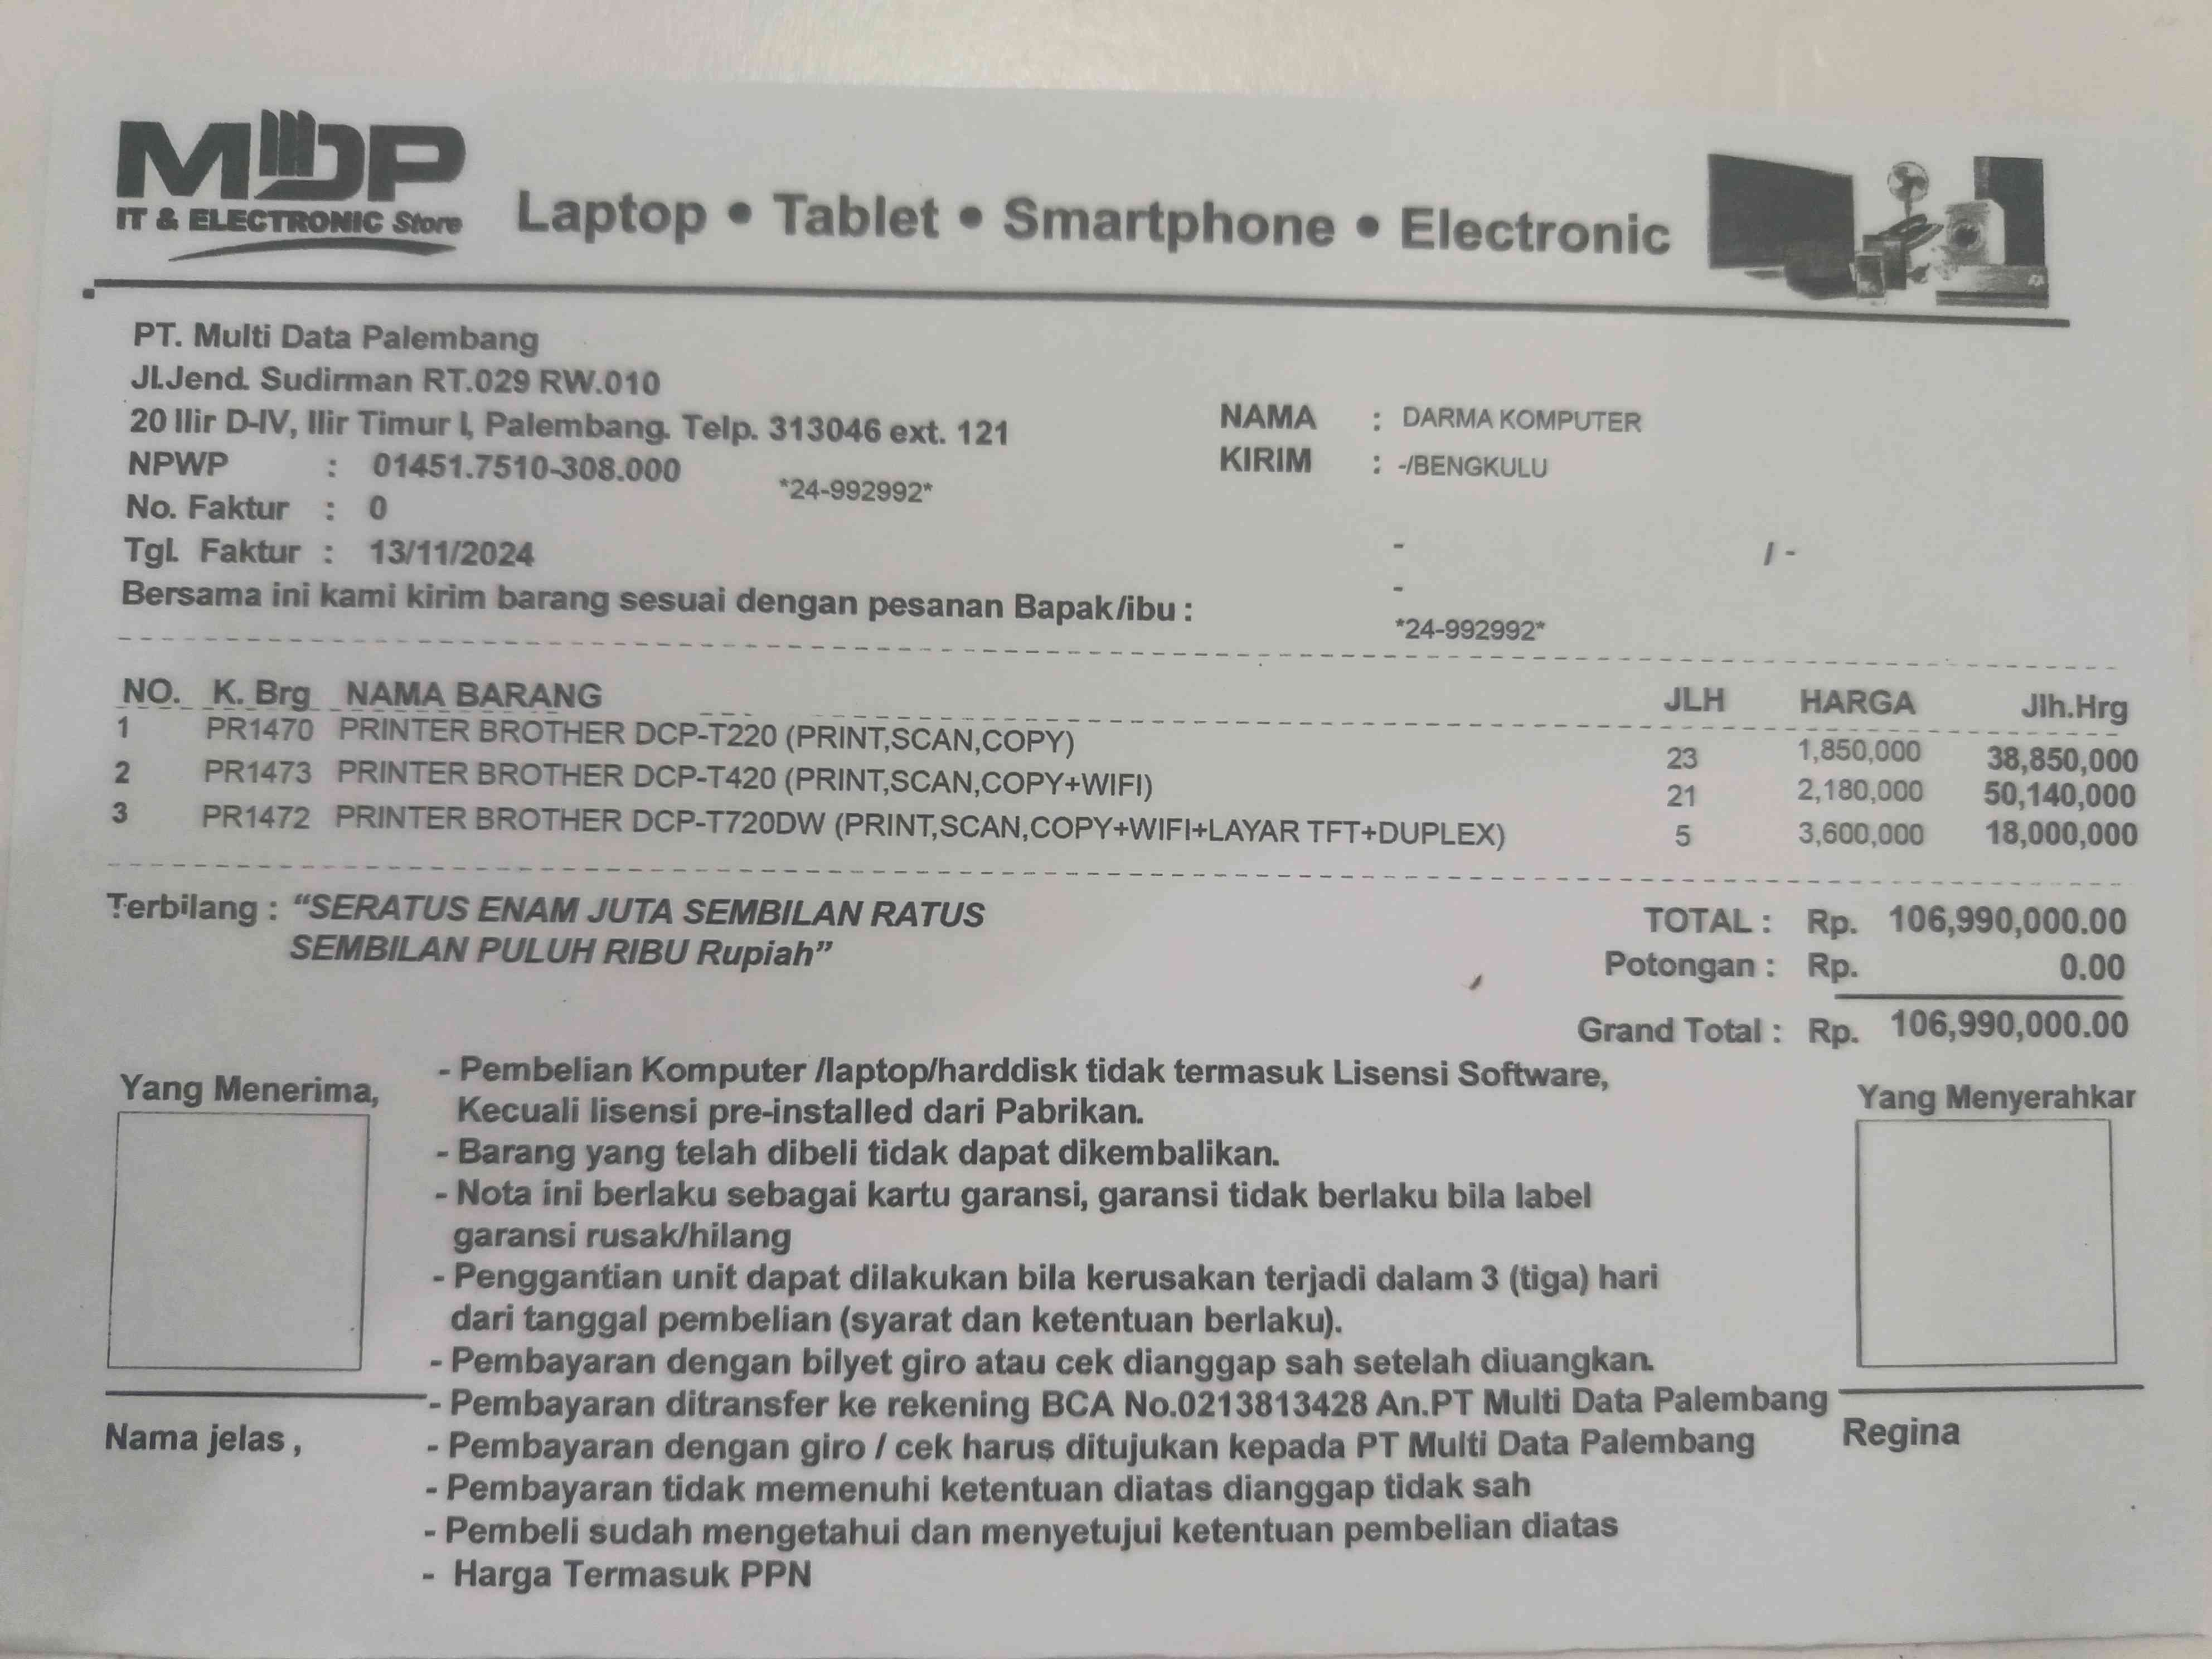 MDP
IT & ELECTRONIC Store
Laptop • Tablet • Smartphone • Electronic
PT. Multi Data Palembang
Jl.Jend. Sudirman RT.029 RW.010
20 Ilir D-IV, Ilir Timur I, Palembang. Telp. 313046 ext. 121
NPWP : 01451.7510-308.000
*24-992992*
No. Faktur : 0
Tgl. Faktur : 13/11/2024
Bersama ini kami kirim barang sesuai dengan pesanan Bapak/ibu :
NAMA : DARMA KOMPUTER
KIRIM : -/BENGKULU
- / -
-
*24-992992*
NO. K. Brg NAMA BARANG JLH HARGA Jlh.Hrg
1 PR1470 PRINTER BROTHER DCP-T220 (PRINT,SCAN,COPY) 23 1,850,000 38,850,000
2 PR1473 PRINTER BROTHER DCP-T420 (PRINT,SCAN,COPY+WIFI) 21 2,180,000 50,140,000
3 PR1472 PRINTER BROTHER DCP-T720DW (PRINT,SCAN,COPY+WIFI+LAYAR TFT+DUPLEX) 5 3,600,000 18,000,000
Terbilang : “SERATUS ENAM JUTA SEMBILAN RATUS
SEMBILAN PULUH RIBU Rupiah”
TOTAL : Rp. 106,990,000.00
Potongan : Rp. 0.00
Grand Total : Rp. 106,990,000.00
Yang Menerima,
- Pembelian Komputer /laptop/harddisk tidak termasuk Lisensi Software,
Kecuali lisensi pre-installed dari Pabrikan.
- Barang yang telah dibeli tidak dapat dikembalikan.
- Nota ini berlaku sebagai kartu garansi, garansi tidak berlaku bila label
garansi rusak/hilang
- Penggantian unit dapat dilakukan bila kerusakan terjadi dalam 3 (tiga) hari
dari tanggal pembelian (syarat dan ketentuan berlaku).
- Pembayaran dengan bilyet giro atau cek dianggap sah setelah diuangkan.
- Pembayaran ditransfer ke rekening BCA No.0213813428 An.PT Multi Data Palembang
- Pembayaran dengan giro / cek harus ditujukan kepada PT Multi Data Palembang
- Pembayaran tidak memenuhi ketentuan diatas dianggap tidak sah
- Pembeli sudah mengetahui dan menyetujui ketentuan pembelian diatas
- Harga Termasuk PPN
Nama jelas ,
Yang Menyerahkar
Regina